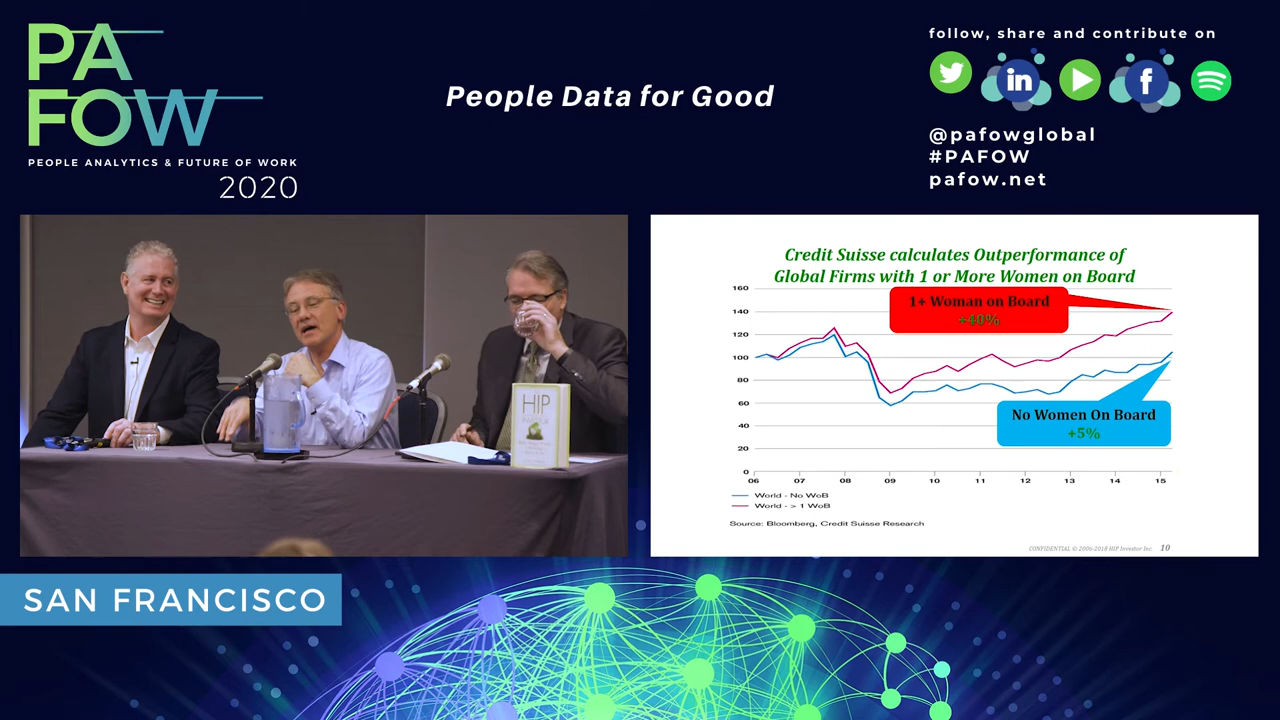 PA
FOW
PEOPLE ANALYTICS & FUTURE OF WORK
2020
People Data for Good
follow, share and contribute on
in
f
@pafowglobal
#PAFOW
pafow.net
HIP
Credit Suisse calculates Outperformance of
Global Firms with 1 or More Women on Board
1+ Woman on Board
+40%
No Women On Board
+5%
160
140
120
100
80
60
40
20
0
06 07 08 09 10 11 12 13 14 15
World - No WoB
World - > 1 WoB
Source: Bloomberg, Credit Suisse Research
CONFIDENTIAL © 2006-2018 HIP Investor Inc. 10
SAN FRANCISCO